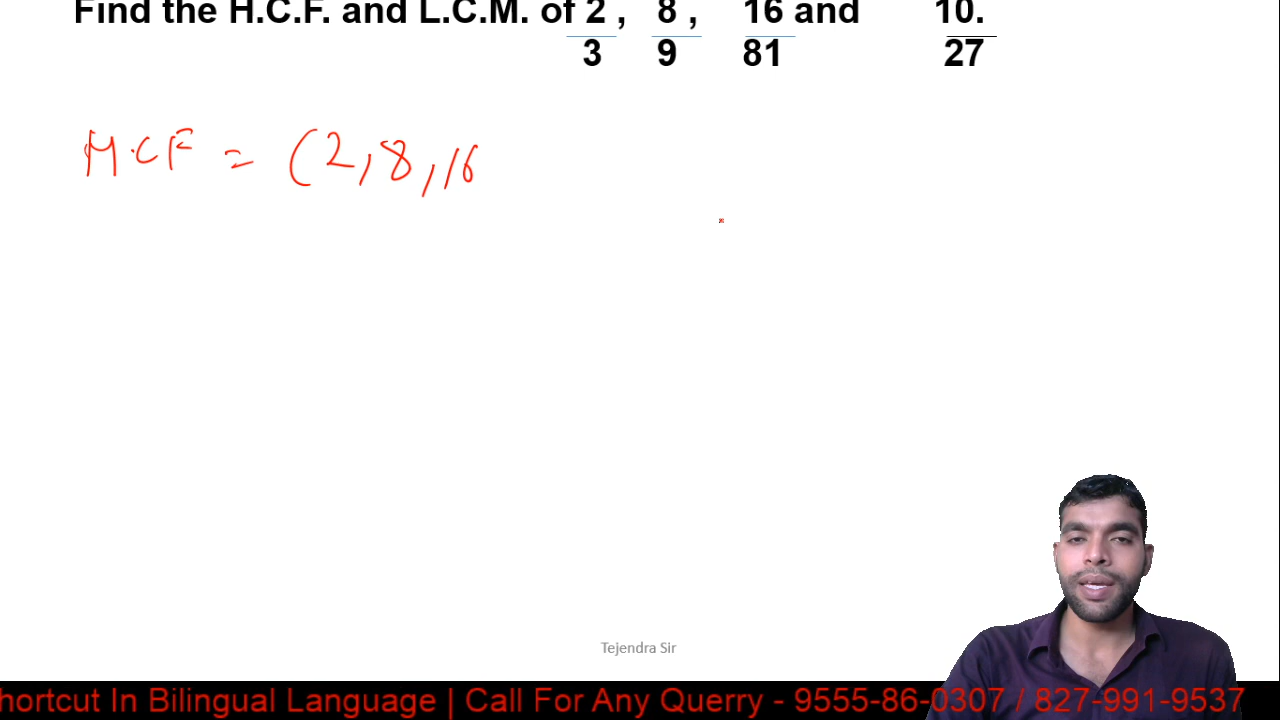 Find the H.C.F. and L.C.M. of 2 , 8 , 16 and 10.
3 9 81 27
H.C.F = (2, 8, 16
Tejendra Sir
hortcut In Bilingual Language | Call For Any Querry - 9555-86-0307 / 827-991-9537